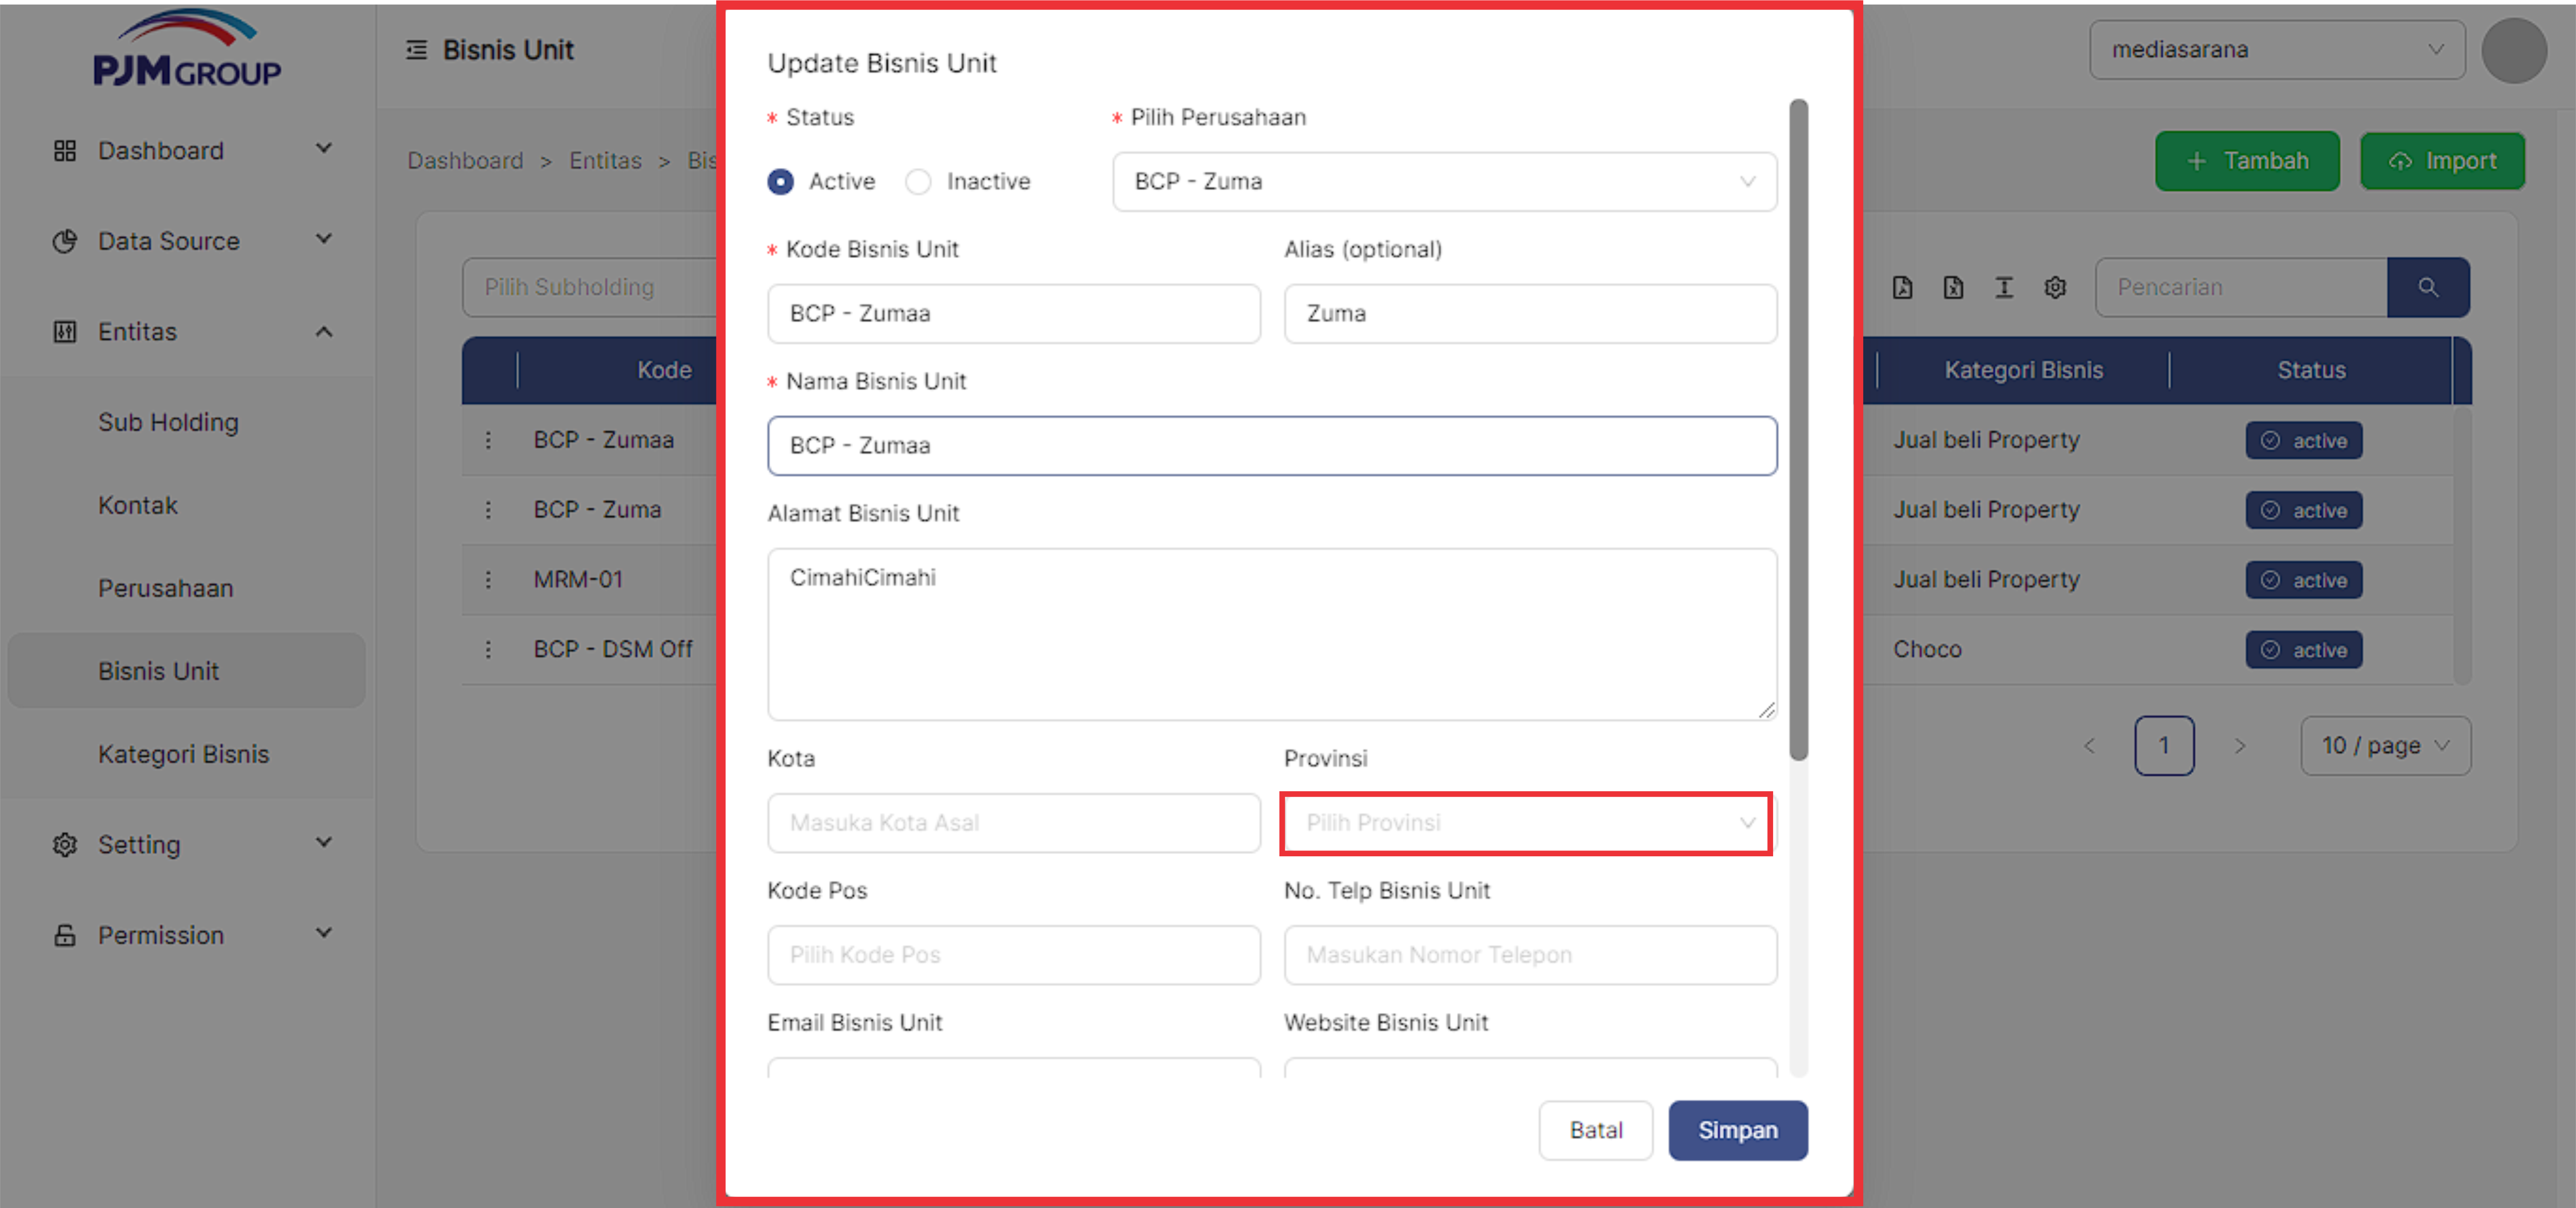 PJM GROUP
Bisnis Unit
mediasarana
Dashboard
Data Source
Entitas
Sub Holding
Kontak
Perusahaan
Bisnis Unit
Kategori Bisnis
Setting
Permission
Dashboard > Entitas > Bis
+ Tambah
Import
Pilih Subholding
Pencarian
Kode
Kategori Bisnis
Status
BCP - Zumaa
Jual beli Property
active
BCP - Zuma
Jual beli Property
active
MRM-01
Jual beli Property
active
BCP - DSM Off
Choco
active
< 1 >
10 / page
Update Bisnis Unit
* Status
* Pilih Perusahaan
Active
Inactive
BCP - Zuma
* Kode Bisnis Unit
Alias (optional)
BCP - Zumaa
Zuma
* Nama Bisnis Unit
BCP - Zumaa
Alamat Bisnis Unit
CimahiCimahi
Kota
Provinsi
Masuka Kota Asal
Pilih Provinsi
Kode Pos
No. Telp Bisnis Unit
Pilih Kode Pos
Masukan Nomor Telepon
Email Bisnis Unit
Website Bisnis Unit
Batal
Simpan